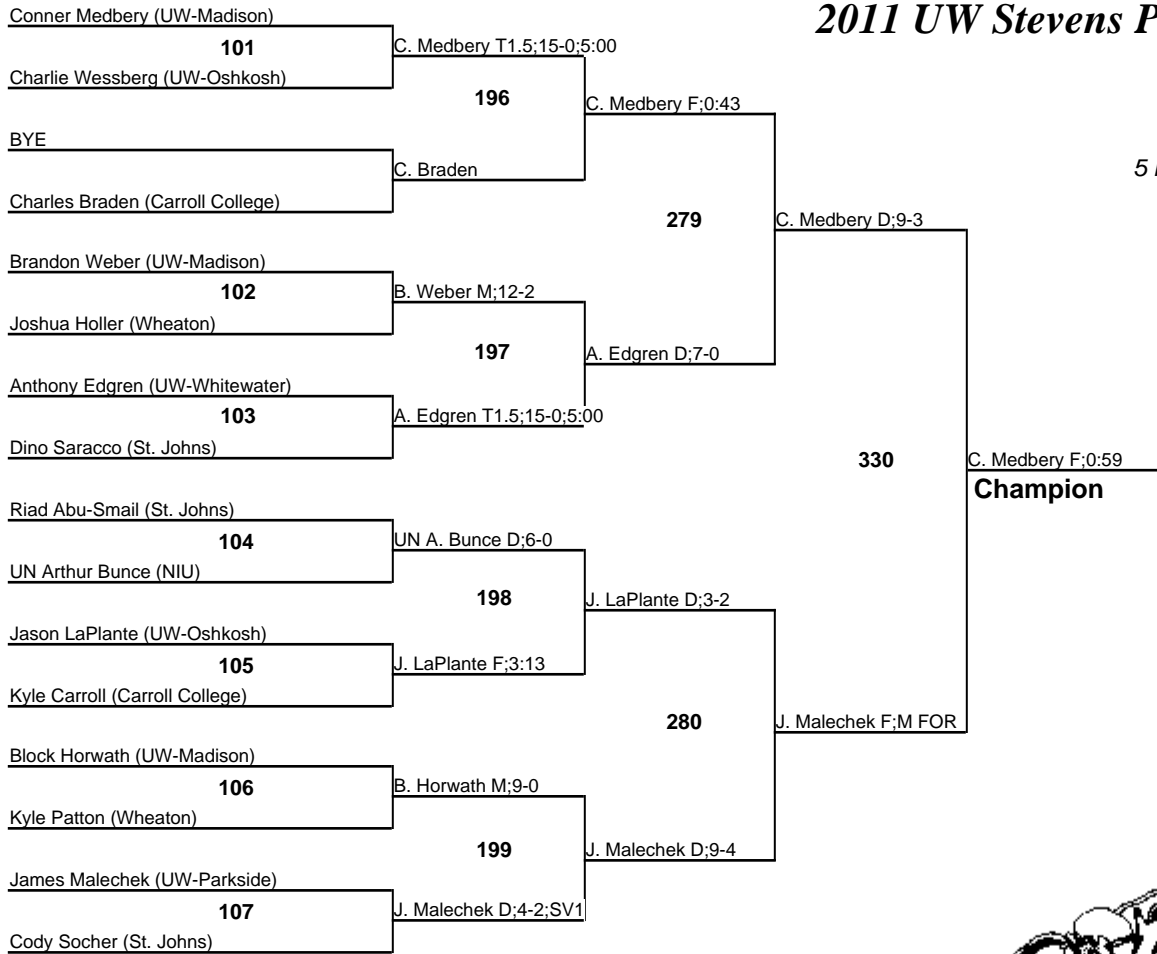 2011 UW Stevens P
5
Conner Medbery (UW-Madison)
101
Charlie Wessberg (UW-Oshkosh)
BYE
Charles Braden (Carroll College)
Brandon Weber (UW-Madison)
102
Joshua Holler (Wheaton)
Anthony Edgren (UW-Whitewater)
103
Dino Saracco (St. Johns)
Riad Abu-Smail (St. Johns)
104
UN Arthur Bunce (NIU)
Jason LaPlante (UW-Oshkosh)
105
Kyle Carroll (Carroll College)
Block Horwath (UW-Madison)
106
Kyle Patton (Wheaton)
James Malechek (UW-Parkside)
107
Cody Socher (St. Johns)
C. Medbery T1.5;15-0;5:00
196
C. Braden
B. Weber M;12-2
197
A. Edgren T1.5;15-0;5:00
UN A. Bunce D;6-0
198
J. LaPlante F;3:13
B. Horwath M;9-0
199
J. Malechek D;4-2;SV1
C. Medbery F;0:43
279
A. Edgren D;7-0
J. LaPlante D;3-2
280
J. Malechek D;9-4
C. Medbery D;9-3
330
J. Malechek F;M FOR
C. Medbery F;0:59
Champion